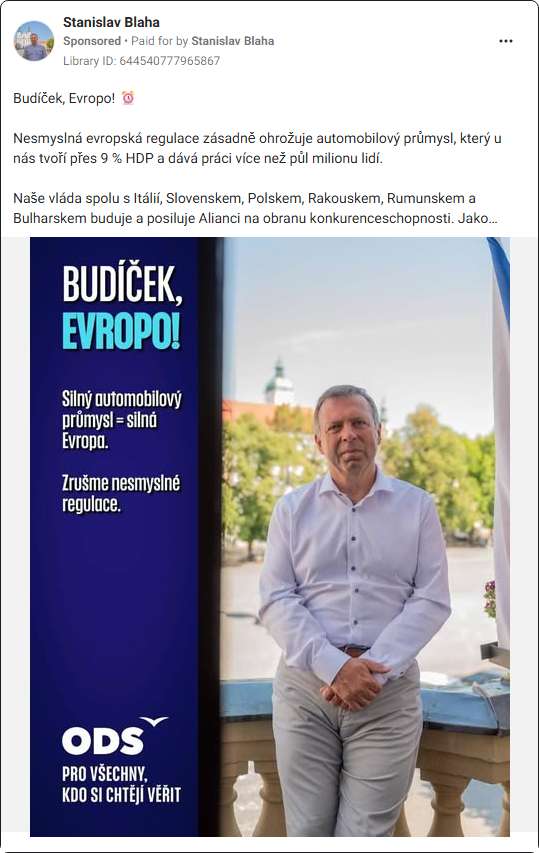 Stanislav Blaha
Sponsored • Paid for by Stanislav Blaha
Library ID: 644540777965867
Budíček, Evropo! ⏰
Nesmyslná evropská regulace zásadně ohrožuje automobilový průmysl, který u
nás tvoří přes 9 % HDP a dává práci více než půl milionu lidí.
Naše vláda spolu s Itálií, Slovenskem, Polskem, Rakouskem, Rumunskem a
Bulharskem buduje a posiluje Alianci na obranu konkurenceschopnosti. Jako...
BUDÍČEK,
EVROPO!
Silný automobilový
průmysl = silná
Evropa.
Zrušme nesmyslné
regulace.
ODS
PRO VŠECHNY,
KDO SI CHTĚJÍ VĚŘIT